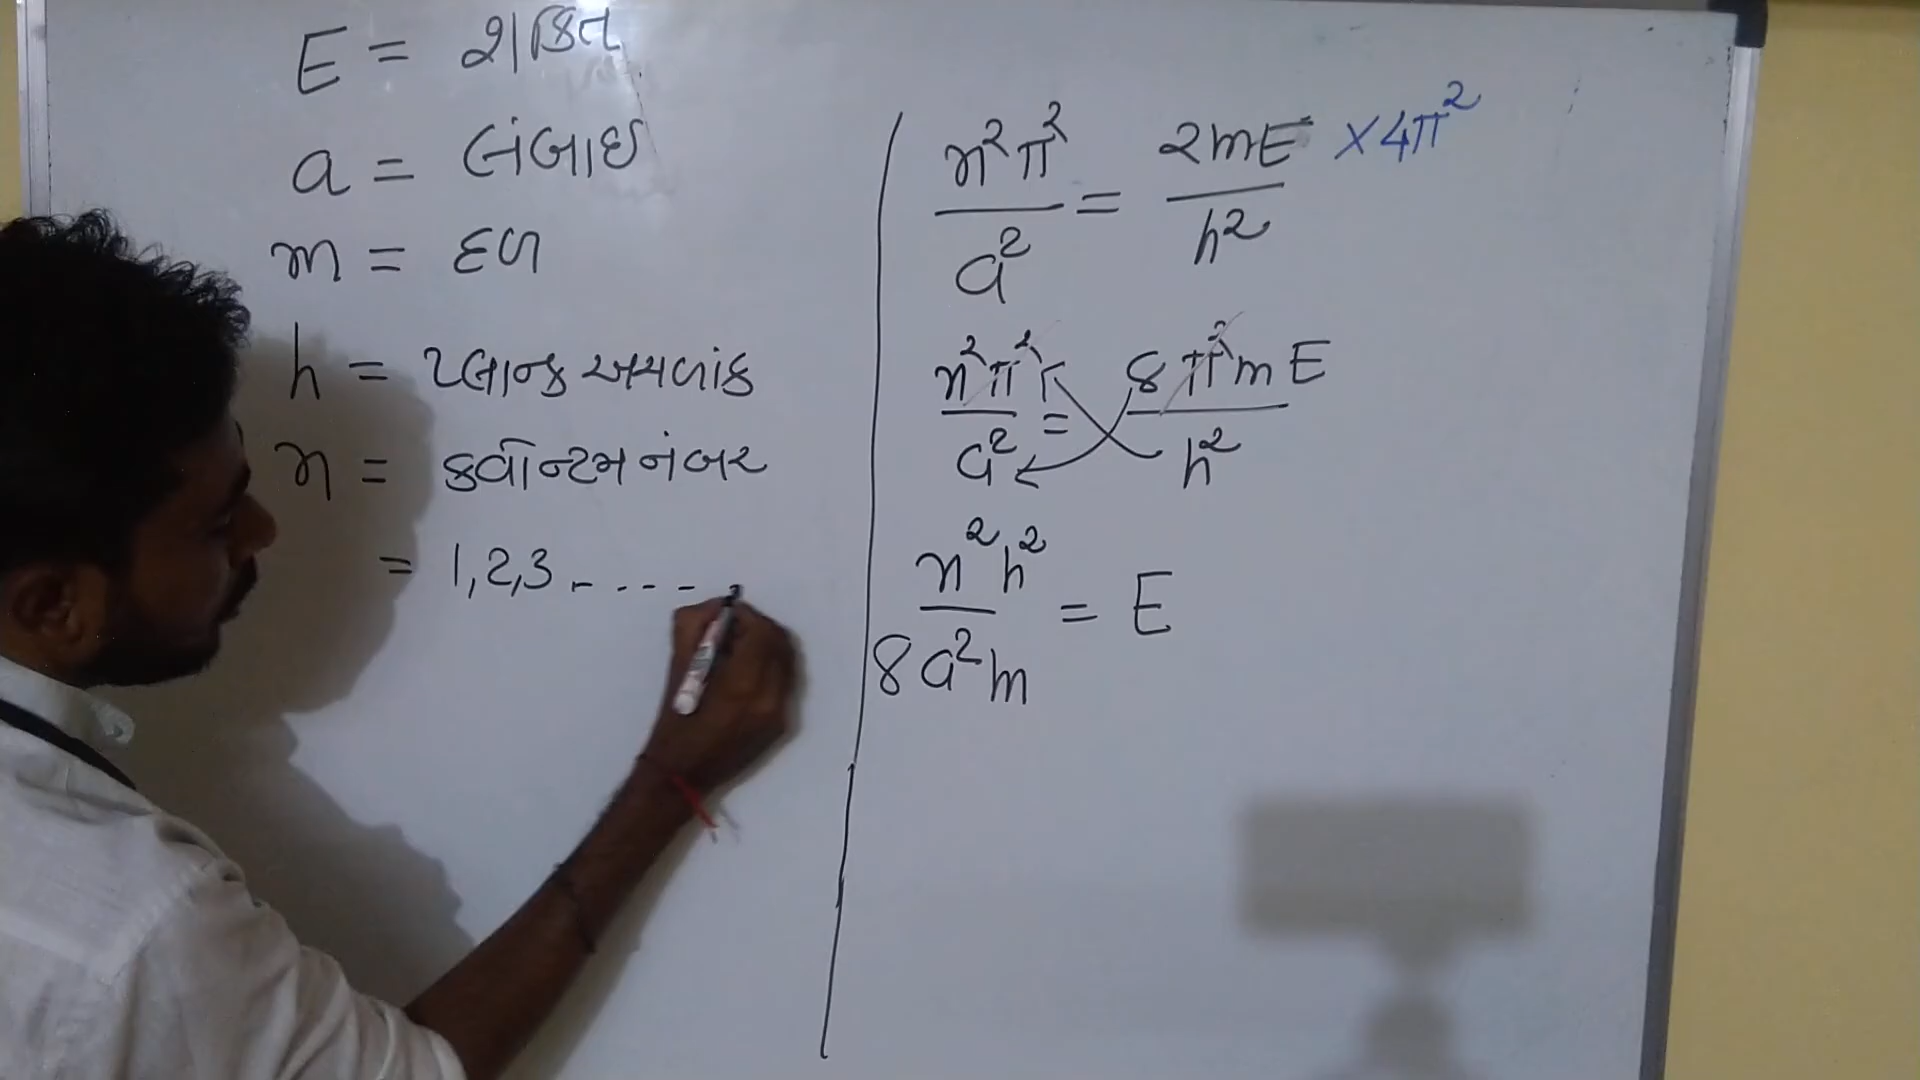 E = શકિત
a = લંબાઈ
m = દળ
h = પ્લાન્ક અચળાંક
n = કર્વાન્ટમ નંબર
= 1,2,3 - - - - -
n²π²/a² = 2mE/h² ×4π²
n²π²/a² = 8π²mE/h²
n²h²/8a²m = E